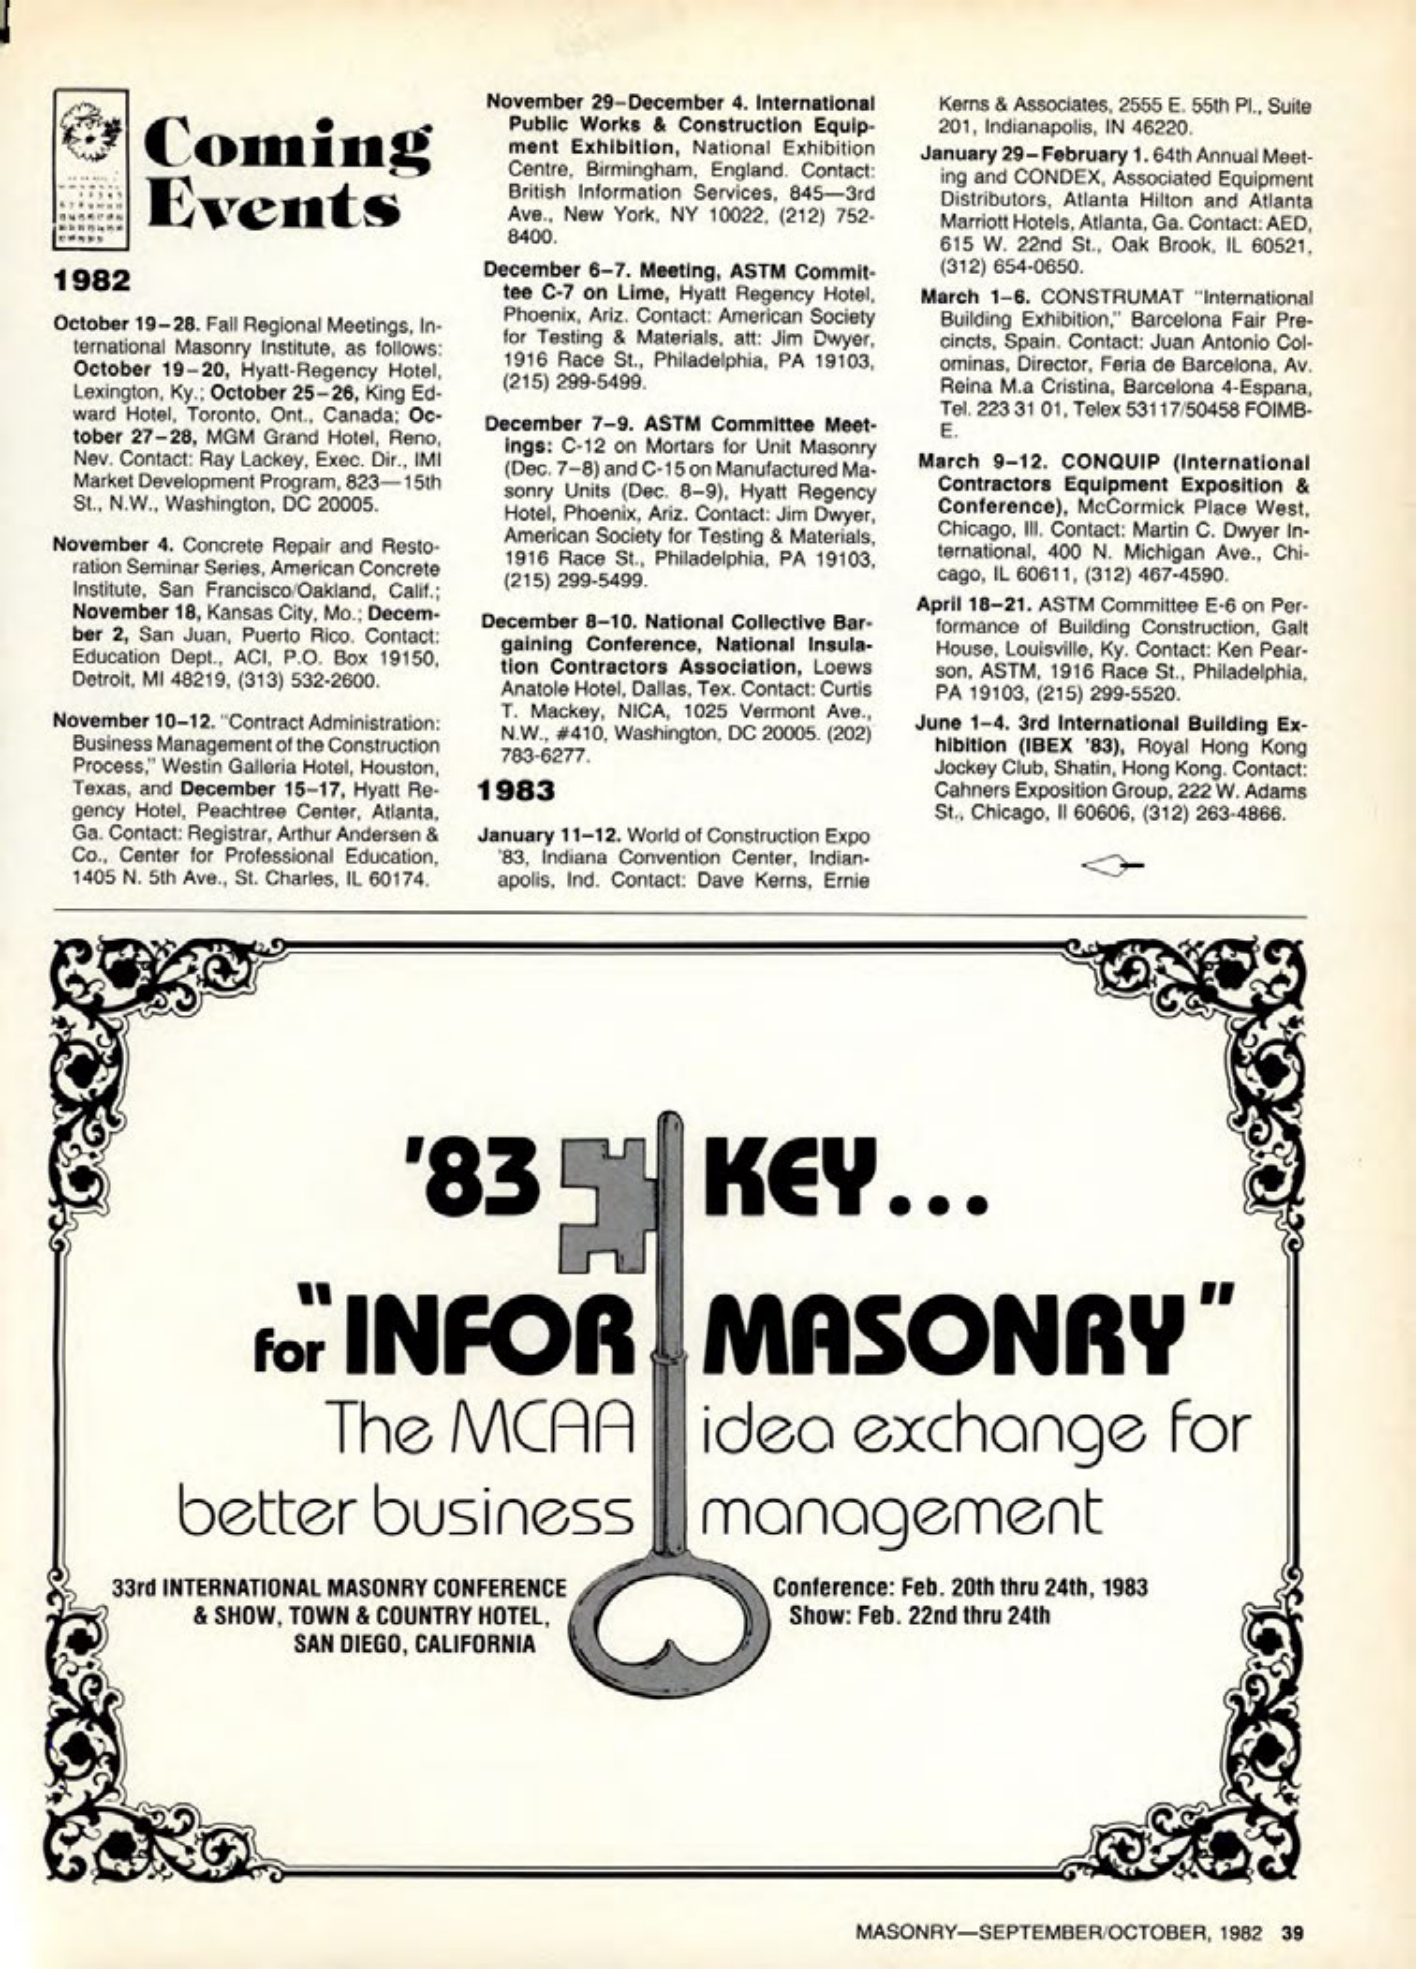 Coming
Events
1982
October 19–28. Fall Regional Meetings, In-
ternational Masonry Institute, as follows:
October 19–20, Hyatt-Regency Hotel,
Lexington, Ky.; October 25–26, King Ed-
ward Hotel, Toronto, Ont., Canada; Oc-
tober 27–28, MGM Grand Hotel, Reno,
Nev. Contact: Ray Lackey, Exec. Dir., IMI
Market Development Program, 823—15th
St., N.W., Washington, DC 20005.
November 4. Concrete Repair and Resto-
ration Seminar Series, American Concrete
Institute, San Francisco/Oakland, Calif.;
November 18, Kansas City, Mo.; Decem-
ber 2, San Juan, Puerto Rico. Contact:
Education Dept., ACI, P.O. Box 19150,
Detroit, MI 48219, (313) 532-2600.
November 10–12. "Contract Administration:
Business Management of the Construction
Process," Westin Galleria Hotel, Houston,
Texas, and December 15–17, Hyatt Re-
gency Hotel, Peachtree Center, Atlanta,
Ga. Contact: Registrar, Arthur Andersen &
Co., Center for Professional Education,
1405 N. 5th Ave., St. Charles, IL 60174.
November 29–December 4. International
Public Works & Construction Equip-
ment Exhibition, National Exhibition
Centre, Birmingham, England. Contact:
British Information Services, 845—3rd
Ave., New York, NY 10022, (212) 752-
8400.
December 6–7. Meeting, ASTM Commit-
tee C-7 on Lime, Hyatt Regency Hotel,
Phoenix, Ariz. Contact: American Society
for Testing & Materials, att: Jim Dwyer,
1916 Race St., Philadelphia, PA 19103,
(215) 299-5499.
December 7–9. ASTM Committee Meet-
ings: C-12 on Mortars for Unit Masonry
(Dec. 7–8) and C-15 on Manufactured Ma-
sonry Units (Dec. 8–9), Hyatt Regency
Hotel, Phoenix, Ariz. Contact: Jim Dwyer,
American Society for Testing & Materials,
1916 Race St., Philadelphia, PA 19103,
(215) 299-5499.
December 8–10. National Collective Bar-
gaining Conference, National Insula-
tion Contractors Association, Loews
Anatole Hotel, Dallas, Tex. Contact: Curtis
T. Mackey, NICA, 1025 Vermont Ave.,
N.W., #410, Washington, DC 20005. (202)
783-6277.
1983
January 11–12. World of Construction Expo
'83, Indiana Convention Center, Indian-
apolis, Ind. Contact: Dave Kerns, Ernie
Kerns & Associates, 2555 E. 55th Pl., Suite
201, Indianapolis, IN 46220.
January 29–February 1. 64th Annual Meet-
ing and CONDEX, Associated Equipment
Distributors, Atlanta Hilton and Atlanta
Marriott Hotels, Atlanta, Ga. Contact: AED,
615 W. 22nd St., Oak Brook, IL 60521,
(312) 654-0650.
March 1–6. CONSTRUMAT "International
Building Exhibition," Barcelona Fair Pre-
cincts, Spain. Contact: Juan Antonio Col-
ominas, Director, Feria de Barcelona, Av.
Reina M.a Cristina, Barcelona 4-Espana,
Tel. 223 31 01, Telex 53117/50458 FOIMB-
E.
March 9–12. CONQUIP (International
Contractors Equipment Exposition &
Conference), McCormick Place West,
Chicago, Ill. Contact: Martin C. Dwyer In-
ternational, 400 N. Michigan Ave., Chi-
cago, IL 60611, (312) 467-4590.
April 18–21. ASTM Committee E-6 on Per-
formance of Building Construction, Galt
House, Louisville, Ky. Contact: Ken Pear-
son, ASTM, 1916 Race St., Philadelphia,
PA 19103, (215) 299-5520.
June 1–4. 3rd International Building Ex-
hibition (IBEX '83), Royal Hong Kong
Jockey Club, Shatin, Hong Kong. Contact:
Cahners Exposition Group, 222 W. Adams
St., Chicago, Il 60606, (312) 263-4866.
'83 KEY...
for "INFOR MASONRY"
The MCAA idea exchange for
better business management
33rd INTERNATIONAL MASONRY CONFERENCE
& SHOW, TOWN & COUNTRY HOTEL,
SAN DIEGO, CALIFORNIA
Conference: Feb. 20th thru 24th, 1983
Show: Feb. 22nd thru 24th
MASONRY—SEPTEMBER/OCTOBER, 1982 39